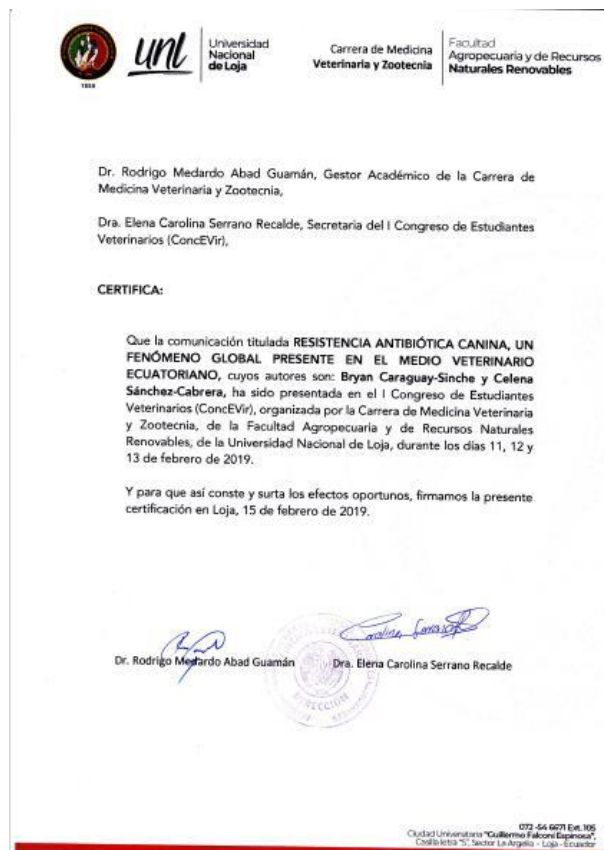 unl
Universidad
Nacional
de Loja
Carrera de Medicina
Veterinaria y Zootecnia
Facultad
Agropecuaria y de Recursos
Naturales Renovables
1859
Dr. Rodrigo Medardo Abad Guamán, Gestor Académico de la Carrera de
Medicina Veterinaria y Zootecnia,
Dra. Elena Carolina Serrano Recalde, Secretaria del I Congreso de Estudiantes
Veterinarios (ConcEVir),
CERTIFICA:
Que la comunicación titulada RESISTENCIA ANTIBIÓTICA CANINA, UN
FENÓMENO GLOBAL PRESENTE EN EL MEDIO VETERINARIO
ECUATORIANO, cuyos autores son: Bryan Caraguay-Sinche y Celena
Sánchez-Cabrera, ha sido presentada en el I Congreso de Estudiantes
Veterinarios (ConcEVir), organizada por la Carrera de Medicina Veterinaria
y Zootecnia, de la Facultad Agropecuaria y de Recursos Naturales
Renovables, de la Universidad Nacional de Loja, durante los días 11, 12 y
13 de febrero de 2019.
Y para que así conste y surta los efectos oportunos, firmamos la presente
certificación en Loja, 15 de febrero de 2019.
Carolina
Dr. Rodrigo Medardo Abad Guamán
Dra. Elena Carolina Serrano Recalde
DIRECCIÓN
072 -54 6671 Ext. 105
Ciudad Universitaria "Guillermo Falconí Espinosa",
Casilla letra "S", Sector La Argelia - Loja - Ecuador